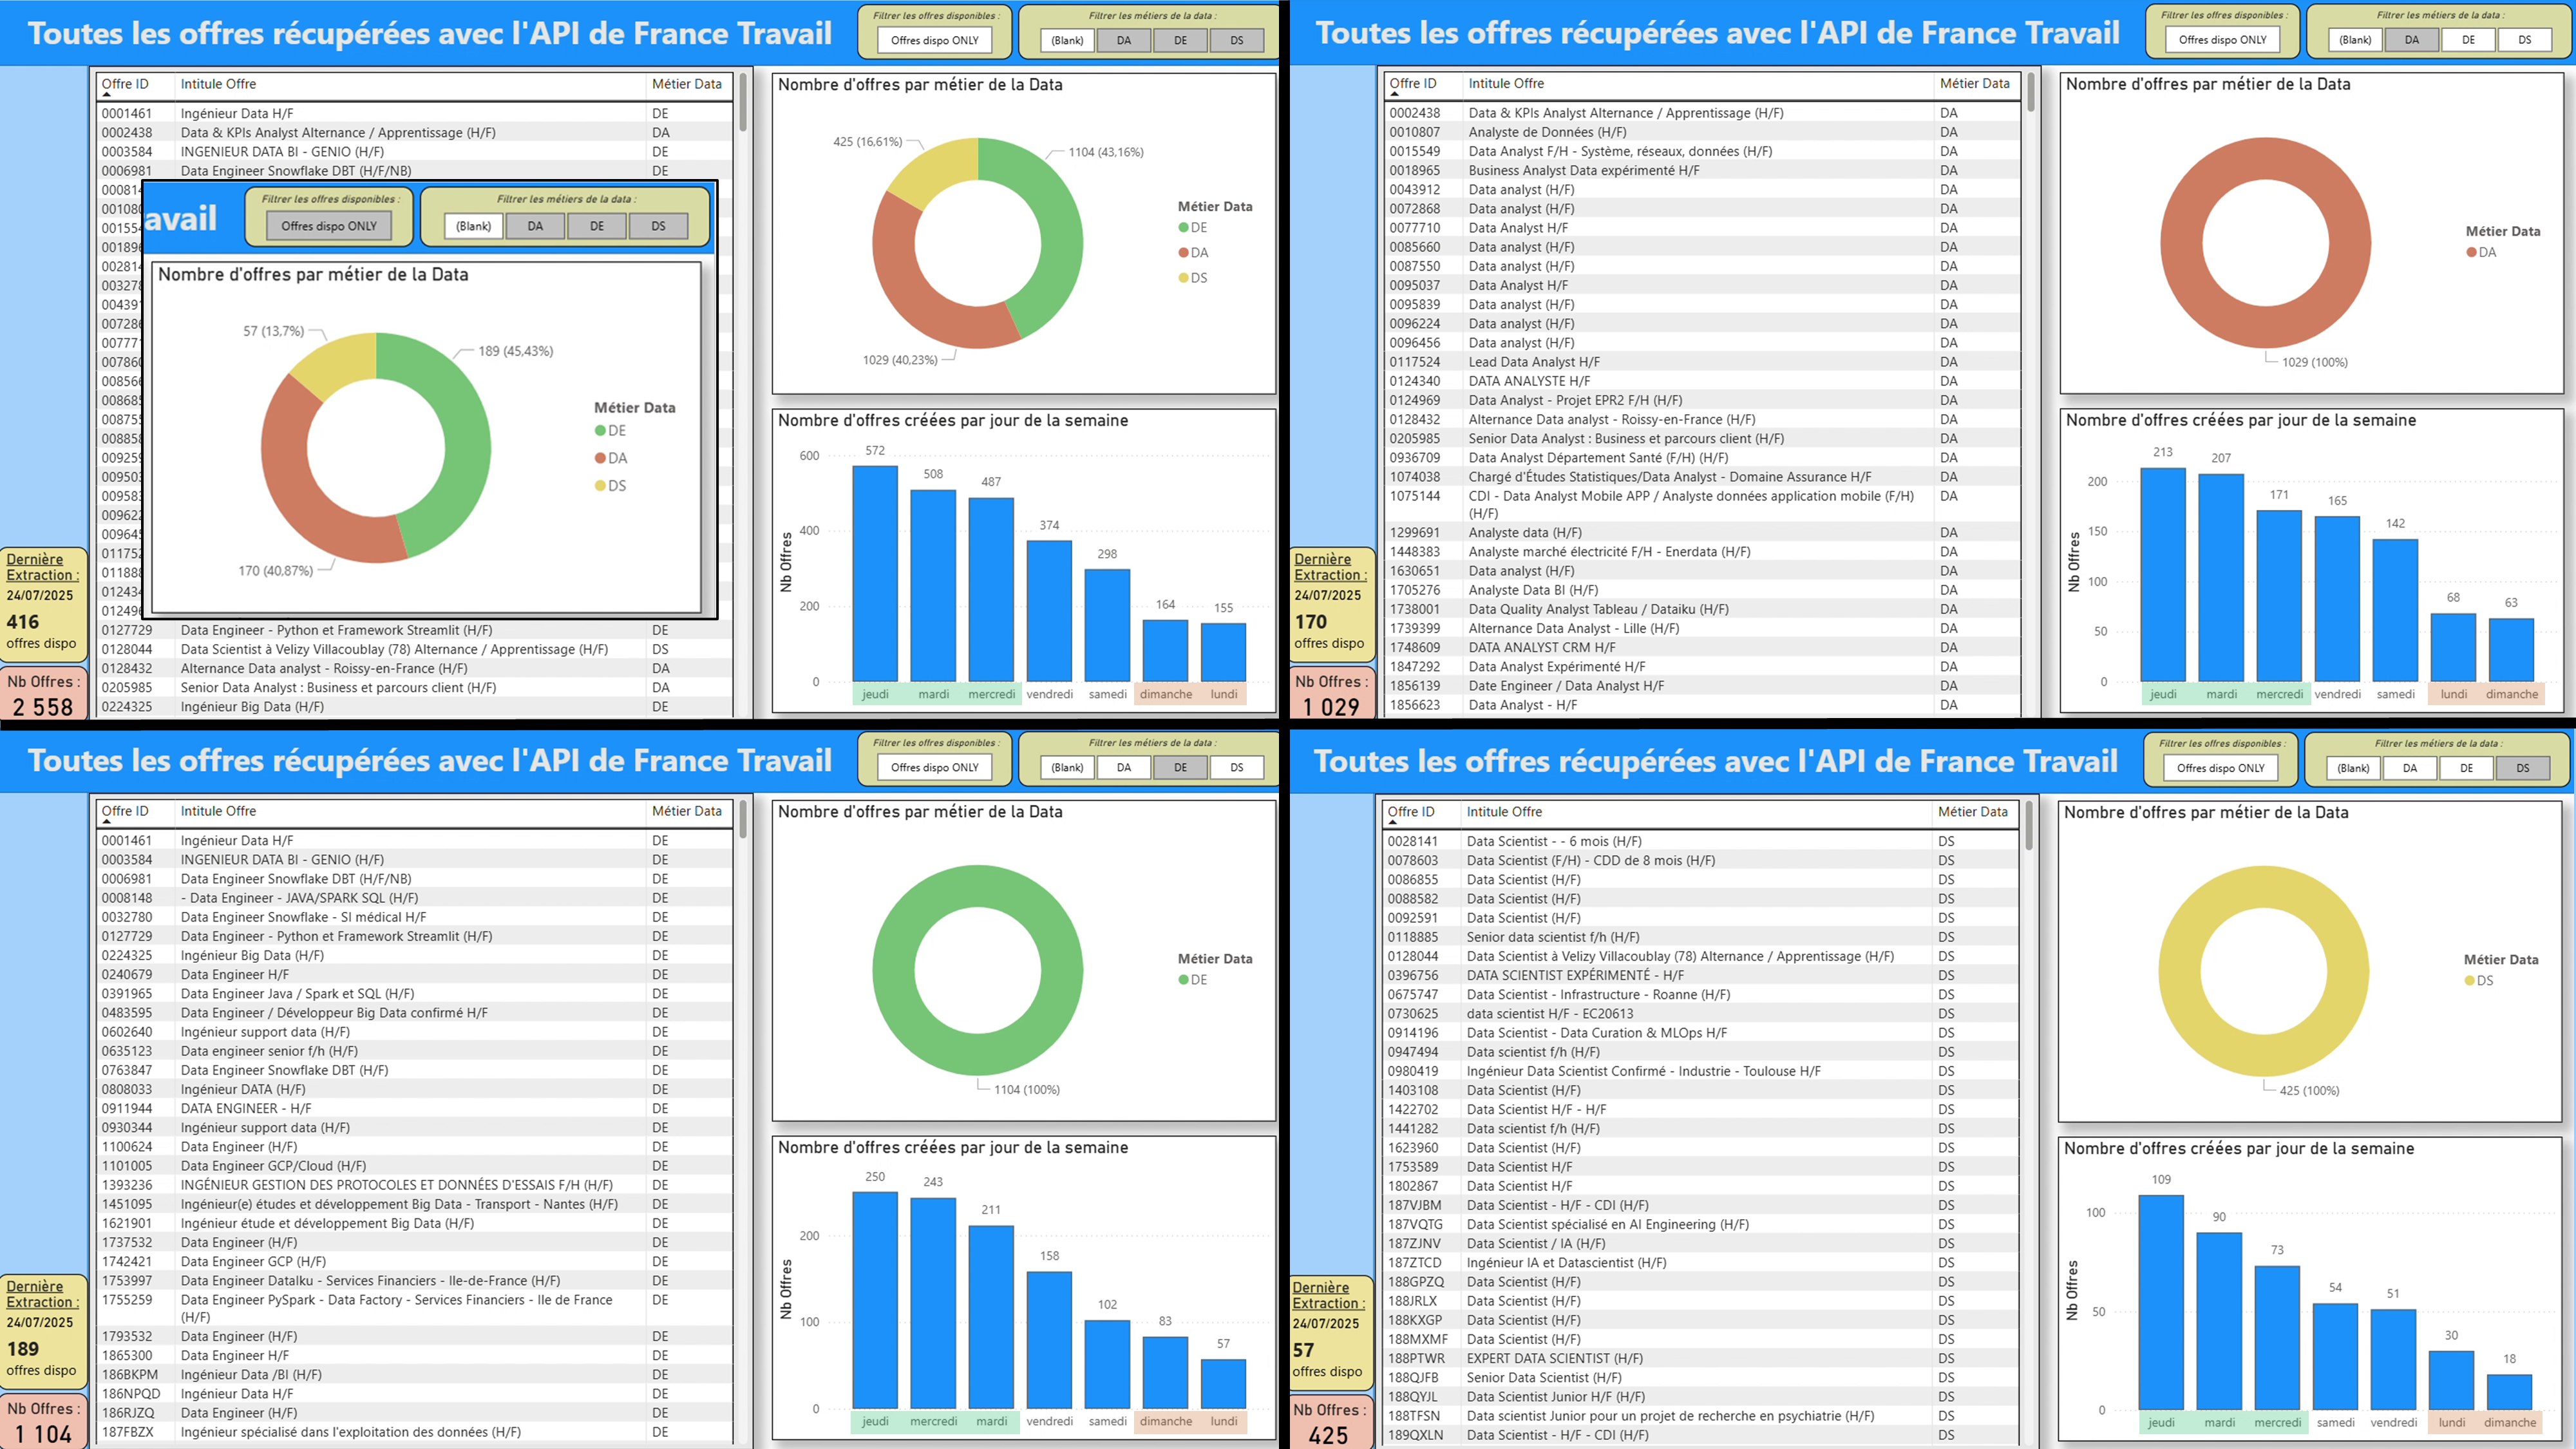 Toutes les offres récupérées avec l'API de France Travail
Filtrer les offres disponibles :
Offres dispo ONLY
Filtrer les métiers de la data :
(Blank) DA DE DS
Offre ID Intitule Offre Métier Data
0001461 Ingénieur Data H/F DE
0002438 Data & KPIs Analyst Alternance / Apprentissage (H/F) DA
0003584 INGENIEUR DATA BI - GENIO (H/F) DE
0006981 Data Engineer Snowflake DBT (H/F/NB) DE
avail
Filtrer les offres disponibles :
Offres dispo ONLY
Filtrer les métiers de la data :
(Blank) DA DE DS
Nombre d'offres par métier de la Data
57 (13,7%)
189 (45,43%)
170 (40,87%)
Métier Data
DE
DA
DS
0127729 Data Engineer - Python et Framework Streamlit (H/F) DE
0128044 Data Scientist à Velizy Villacoublay (78) Alternance / Apprentissage (H/F) DS
0128432 Alternance Data analyst - Roissy-en-France (H/F) DA
0205985 Senior Data Analyst : Business et parcours client (H/F) DA
0224325 Ingénieur Big Data (H/F) DE
Dernière
Extraction :
24/07/2025
416
offres dispo
Nb Offres :
2 558
Nombre d'offres par métier de la Data
425 (16,61%)
1104 (43,16%)
1029 (40,23%)
Métier Data
DE
DA
DS
Nombre d'offres créées par jour de la semaine
Nb Offres
600
400
200
0
572 508 487 374 298 164 155
jeudi mardi mercredi vendredi samedi dimanche lundi
Toutes les offres récupérées avec l'API de France Travail
Filtrer les offres disponibles :
Offres dispo ONLY
Filtrer les métiers de la data :
(Blank) DA DE DS
Offre ID Intitule Offre Métier Data
0002438 Data & KPIs Analyst Alternance / Apprentissage (H/F) DA
0010807 Analyste de Données (H/F) DA
0015549 Data Analyst F/H - Système, réseaux, données (H/F) DA
0018965 Business Analyst Data expérimenté H/F DA
0043912 Data analyst (H/F) DA
0072868 Data analyst (H/F) DA
0077710 Data Analyst H/F DA
0085660 Data analyst (H/F) DA
0087550 Data analyst (H/F) DA
0095037 Data Analyst H/F DA
0095839 Data analyst (H/F) DA
0096224 Data analyst (H/F) DA
0096456 Data analyst (H/F) DA
0117524 Lead Data Analyst H/F DA
0124340 DATA ANALYSTE H/F DA
0124969 Data Analyst - Projet EPR2 F/H (H/F) DA
0128432 Alternance Data analyst - Roissy-en-France (H/F) DA
0205985 Senior Data Analyst : Business et parcours client (H/F) DA
0936709 Data Analyst Département Santé (F/H) (H/F) DA
1074038 Chargé d'Études Statistiques/Data Analyst - Domaine Assurance H/F DA
1075144 CDI - Data Analyst Mobile APP / Analyste données application mobile (F/H) DA
(H/F)
1299691 Analyste data (H/F) DA
1448383 Analyste marché électricité F/H - Enerdata (H/F) DA
1630651 Data analyst (H/F) DA
1705276 Analyste Data BI (H/F) DA
1738001 Data Quality Analyst Tableau / Dataiku (H/F) DA
1739399 Alternance Data Analyst - Lille (H/F) DA
1748609 DATA ANALYST CRM H/F DA
1847292 Data Analyst Expérimenté H/F DA
1856139 Date Engineer / Data Analyst H/F DA
1856623 Data Analyst - H/F DA
Dernière
Extraction :
24/07/2025
170
offres dispo
Nb Offres :
1 029
Nombre d'offres par métier de la Data
1029 (100%)
Métier Data
DA
Nombre d'offres créées par jour de la semaine
Nb Offres
200
150
100
50
0
213 207 171 165 142 68 63
jeudi mardi mercredi vendredi samedi lundi dimanche
Toutes les offres récupérées avec l'API de France Travail
Filtrer les offres disponibles :
Offres dispo ONLY
Filtrer les métiers de la data :
(Blank) DA DE DS
Offre ID Intitule Offre Métier Data
0001461 Ingénieur Data H/F DE
0003584 INGENIEUR DATA BI - GENIO (H/F) DE
0006981 Data Engineer Snowflake DBT (H/F/NB) DE
0008148 - Data Engineer - JAVA/SPARK SQL (H/F) DE
0032780 Data Engineer Snowflake - SI médical H/F DE
0127729 Data Engineer - Python et Framework Streamlit (H/F) DE
0224325 Ingénieur Big Data (H/F) DE
0240679 Data Engineer H/F DE
0391965 Data Engineer Java / Spark et SQL (H/F) DE
0483595 Data Engineer / Développeur Big Data confirmé H/F DE
0602640 Ingénieur support data (H/F) DE
0635123 Data engineer senior f/h (H/F) DE
0763847 Data Engineer Snowflake DBT (H/F) DE
0808033 Ingénieur DATA (H/F) DE
0911944 DATA ENGINEER - H/F DE
0930344 Ingénieur support data (H/F) DE
1100624 Data Engineer (H/F) DE
1101005 Data Engineer GCP/Cloud (H/F) DE
1393236 INGÉNIEUR GESTION DES PROTOCOLES ET DONNÉES D'ESSAIS F/H (H/F) DE
1451095 Ingénieur(e) études et développement Big Data - Transport - Nantes (H/F) DE
1621901 Ingénieur étude et développement Big Data (H/F) DE
1737532 Data Engineer (H/F) DE
1742421 Data Engineer GCP (H/F) DE
1753997 Data Engineer DataIku - Services Financiers - Ile-de-France (H/F) DE
1755259 Data Engineer PySpark - Data Factory - Services Financiers - Ile de France DE
(H/F)
1793532 Data Engineer (H/F) DE
1865300 Data Engineer H/F DE
186BKPM Ingénieur Data /BI (H/F) DE
186NPQD Ingénieur Data H/F DE
186RJZQ Data Engineer (H/F) DE
187FBZX Ingénieur spécialisé dans l'exploitation des données (H/F) DE
Dernière
Extraction :
24/07/2025
189
offres dispo
Nb Offres :
1 104
Nombre d'offres par métier de la Data
1104 (100%)
Métier Data
DE
Nombre d'offres créées par jour de la semaine
Nb Offres
200
100
0
250 243 211 158 102 83 57
jeudi mercredi mardi vendredi samedi dimanche lundi
Toutes les offres récupérées avec l'API de France Travail
Filtrer les offres disponibles :
Offres dispo ONLY
Filtrer les métiers de la data :
(Blank) DA DE DS
Offre ID Intitule Offre Métier Data
0028141 Data Scientist - - 6 mois (H/F) DS
0078603 Data Scientist (F/H) - CDD de 8 mois (H/F) DS
0086855 Data Scientist (H/F) DS
0088582 Data Scientist (H/F) DS
0092591 Data Scientist (H/F) DS
0118885 Senior data scientist f/h (H/F) DS
0128044 Data Scientist à Velizy Villacoublay (78) Alternance / Apprentissage (H/F) DS
0396756 DATA SCIENTIST EXPÉRIMENTÉ - H/F DS
0675747 Data Scientist - Infrastructure - Roanne (H/F) DS
0730625 data scientist H/F - EC20613 DS
0914196 Data Scientist - Data Curation & MLOps H/F DS
0947494 Data scientist f/h (H/F) DS
0980419 Ingénieur Data Scientist Confirmé - Industrie - Toulouse H/F DS
1403108 Data Scientist (H/F) DS
1422702 Data Scientist H/F - H/F DS
1441282 Data scientist f/h (H/F) DS
1623960 Data Scientist (H/F) DS
1753589 Data Scientist H/F DS
1802867 Data Scientist H/F DS
187VJBM Data Scientist - H/F - CDI (H/F) DS
187VQTG Data Scientist spécialisé en AI Engineering (H/F) DS
187ZJNV Data Scientist / IA (H/F) DS
187ZTCD Ingénieur IA et Datascientist (H/F) DS
188GPZQ Data Scientist (H/F) DS
188JRLX Data Scientist (H/F) DS
188KXGP Data Scientist (H/F) DS
188MXMF Data Scientist (H/F) DS
188PTWR EXPERT DATA SCIENTIST (H/F) DS
188QJFB Senior Data Scientist (H/F) DS
188QYJL Data Scientist Junior H/F (H/F) DS
188TFSN Data scientist Junior pour un projet de recherche en psychiatrie (H/F) DS
189QXLN Data Scientist - H/F - CDI (H/F) DS
Dernière
Extraction :
24/07/2025
57
offres dispo
Nb Offres :
425
Nombre d'offres par métier de la Data
425 (100%)
Métier Data
DS
Nombre d'offres créées par jour de la semaine
Nb Offres
100
50
0
109 90 73 54 51 30 18
jeudi mardi mercredi samedi vendredi lundi dimanche